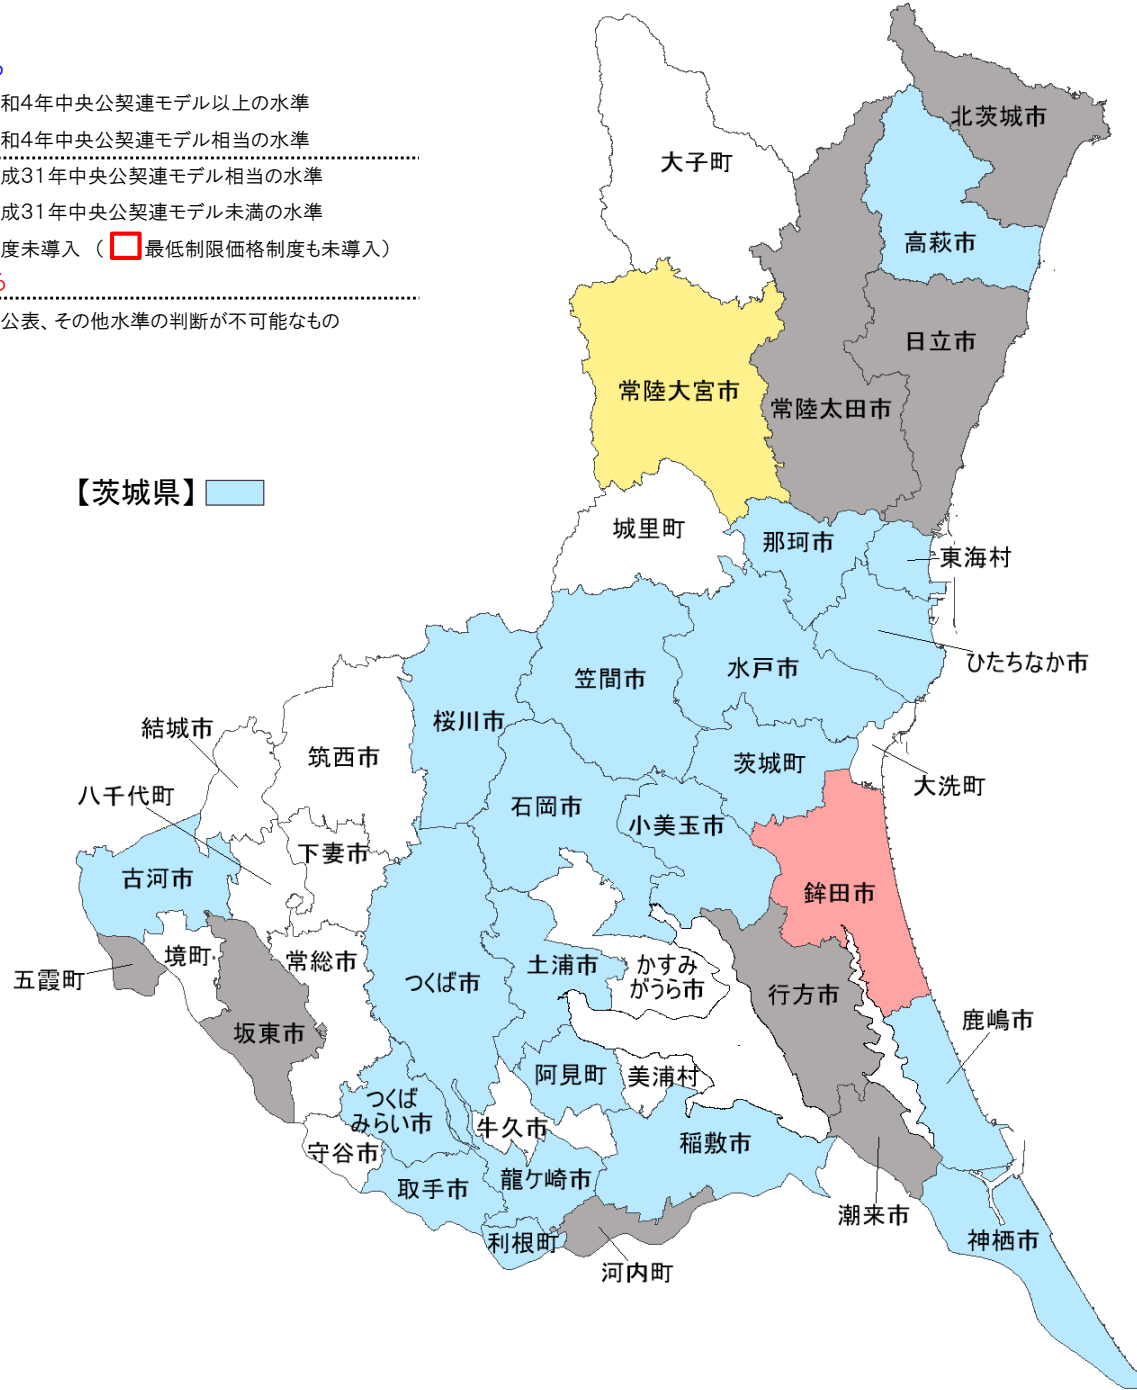 和4年中央公契連モデル以上の水準
和4年中央公契連モデル相当の水準
成31年中央公契連モデル相当の水準
成31年中央公契連モデル未満の水準
度未導入 （ 最低制限価格制度も未導入）
る
公表、その他水準の判断が不可能なもの
【茨城県】
北茨城市
大子町
高萩市
日立市
常陸大宮市
常陸太田市
城里町
那珂市
東海村
ひたちなか市
笠間市
水戸市
桜川市
結城市
筑西市
茨城町
大洗町
八千代町
石岡市
小美玉市
下妻市
古河市
鉾田市
境町
常総市
五霞町
つくば市
土浦市
かすみ
がうら市
行方市
坂東市
鹿嶋市
阿見町
美浦村
つくば
みらい市
牛久市
稲敷市
守谷市
取手市
龍ケ崎市
潮来市
利根町
神栖市
河内町